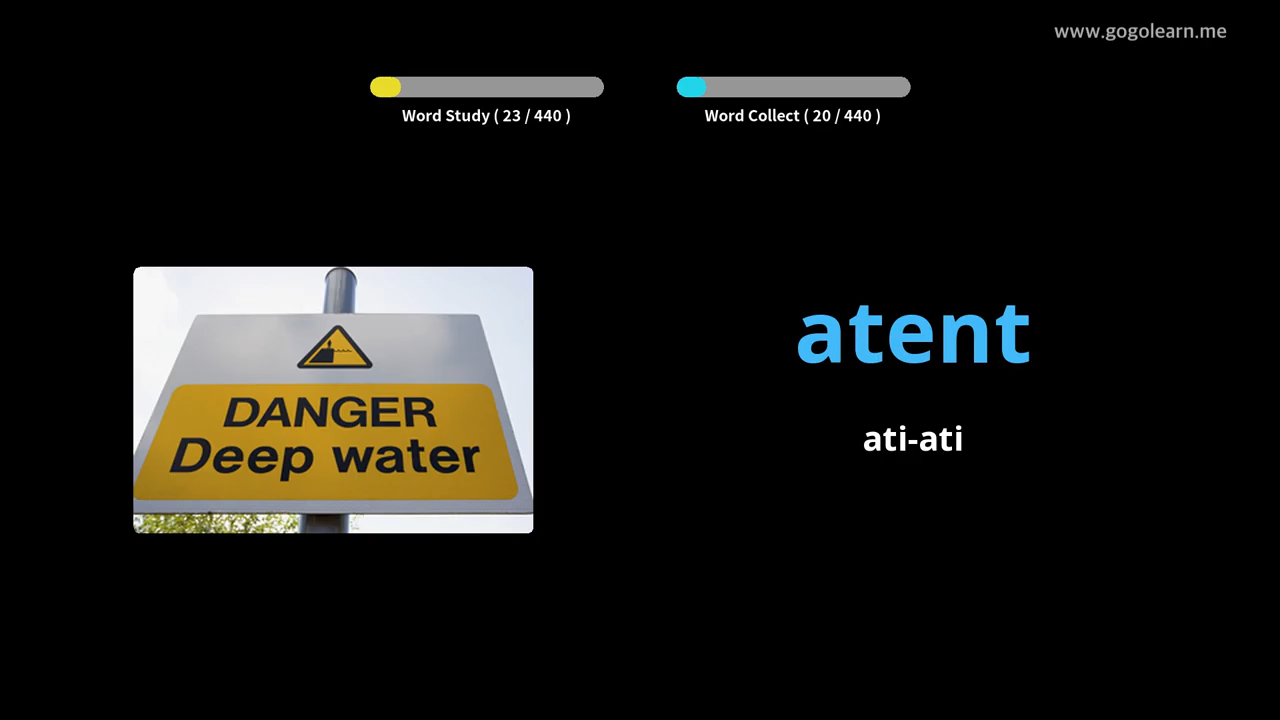 www.gogolearn.me
Word Study ( 23 / 440 )
Word Collect ( 20 / 440 )
DANGER
Deep water
atent
ati-ati